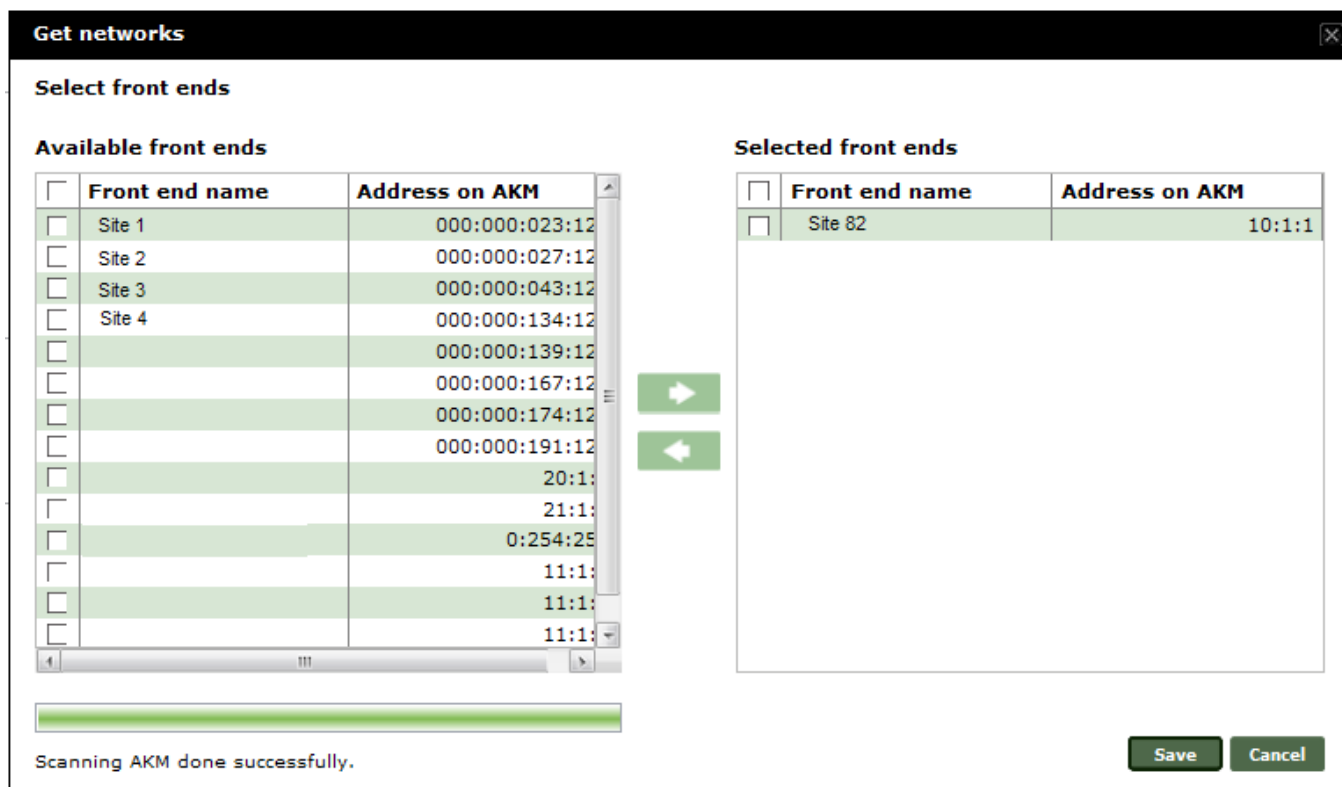 Get networks
Select front ends
Available front ends
Front end name Address on AKM
Site 1 000:000:023:12
Site 2 000:000:027:12
Site 3 000:000:043:12
Site 4 000:000:134:12
000:000:139:12
000:000:167:12
000:000:174:12
000:000:191:12
20:1:
21:1:
0:254:25
11:1:
11:1:
11:1:
Selected front ends
Front end name Address on AKM
Site 82 10:1:1
Scanning AKM done successfully.
Save Cancel